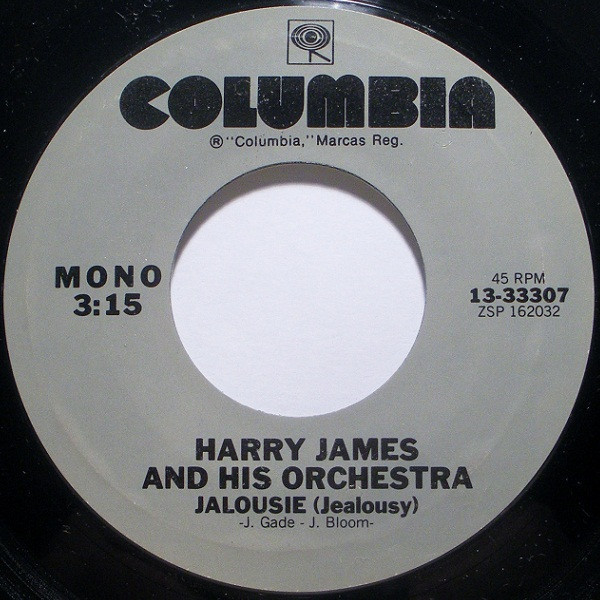 COLUMBIA
®"Columbia," Marcas Reg.
MONO
3:15
45 RPM
13-33307
ZSP 162032
HARRY JAMES
AND HIS ORCHESTRA
JALOUSIE (Jealousy)
-J. Gade - J. Bloom-